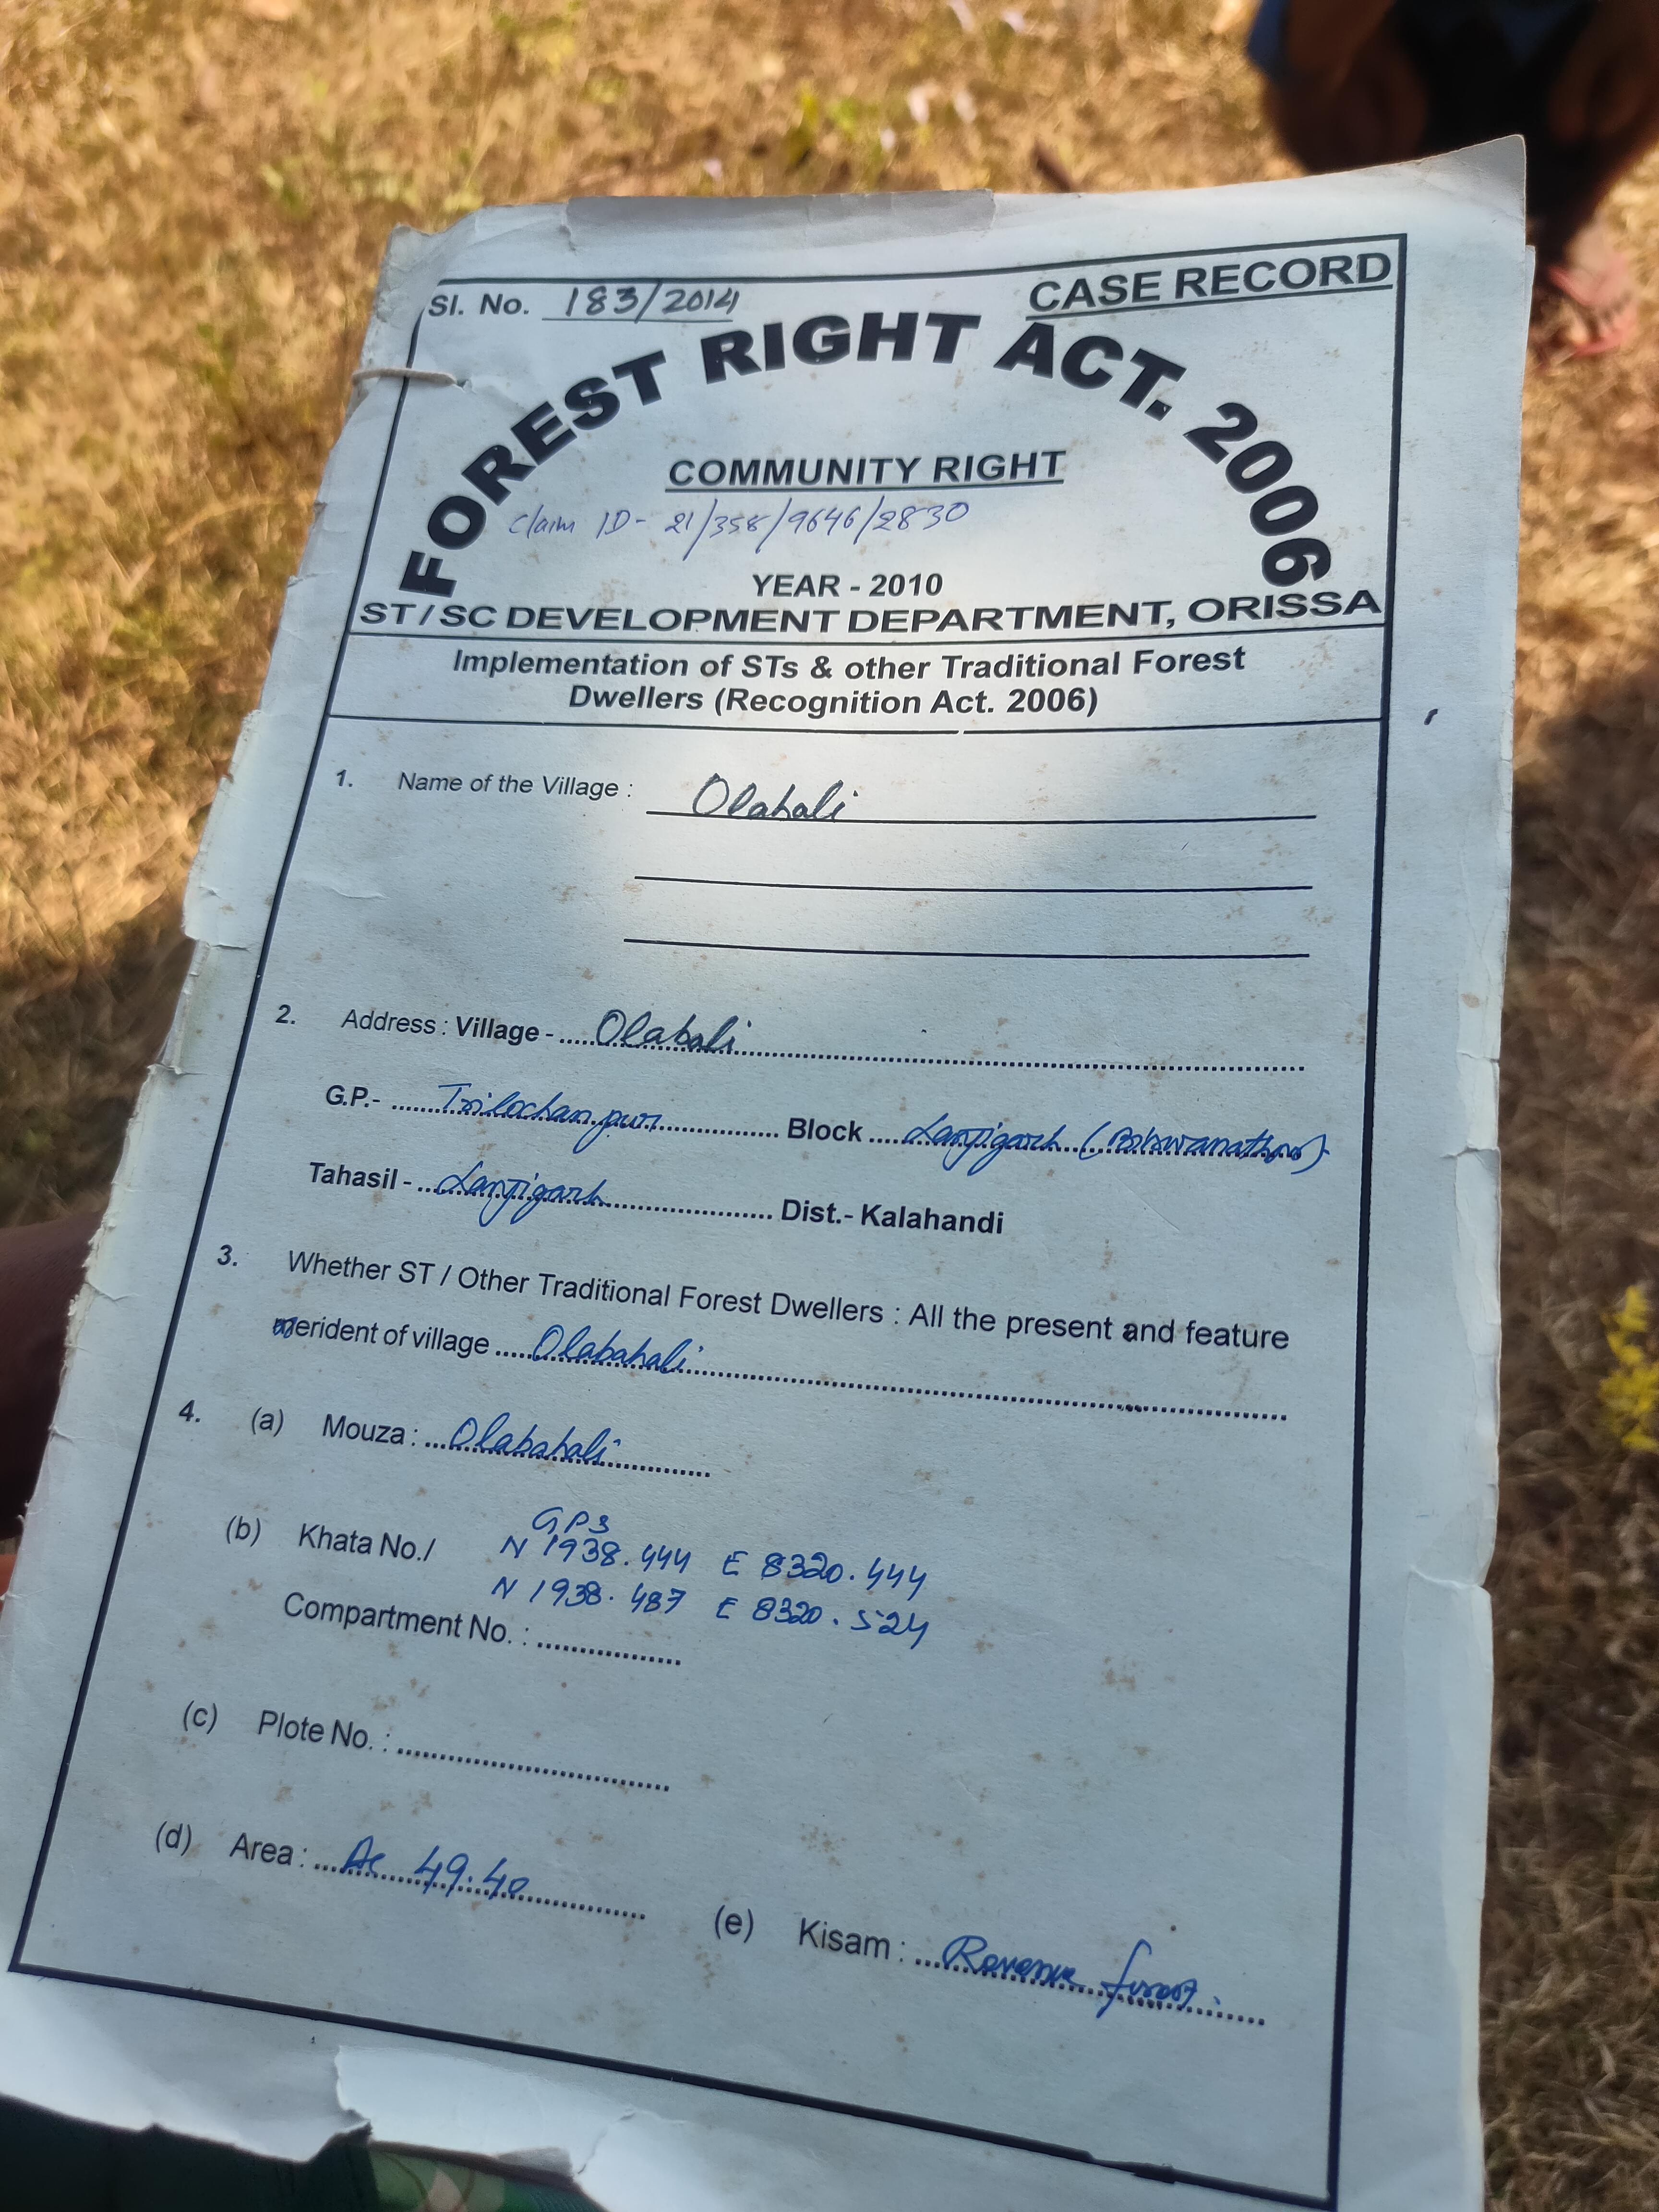 Sl. No. 183/2014
CASE RECORD
FOREST RIGHT ACT. 2006
COMMUNITY RIGHT
Claim ID- 21/358/9646/2830
YEAR - 2010
ST / SC DEVELOPMENT DEPARTMENT, ORISSA
Implementation of STs & other Traditional Forest
Dwellers (Recognition Act. 2006)
1. Name of the Village : Olabali
2. Address : Village - Olabali
G.P.- Trilochanpur Block Lanjigarh (Biswanathpur)
Tahasil - Lanjigarh Dist.- Kalahandi
3. Whether ST / Other Traditional Forest Dwellers : All the present and feature
merident of village Olabahali
4. (a) Mouza : Olabahali
GPS
(b) Khata No./ N 1938.444 E 8320.444
N 1938.487 E 8320.524
Compartment No. :
(c) Plote No. :
(d) Area : Ac 49.40
(e) Kisam : Revenue forest.